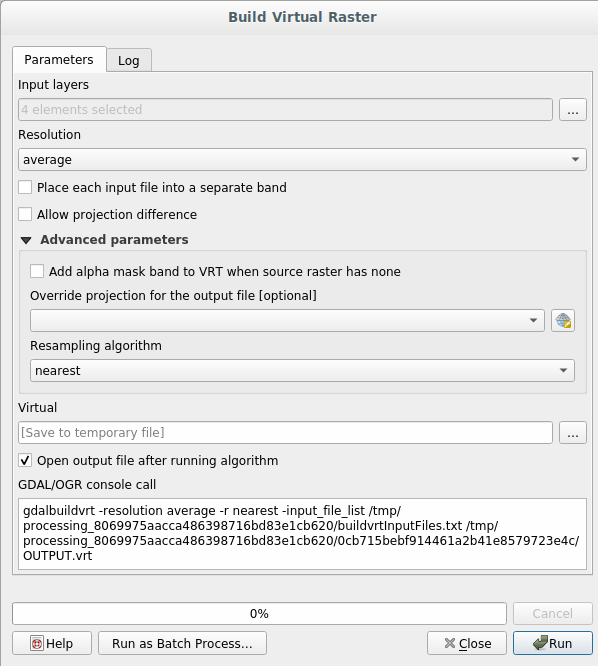 Build Virtual Raster
Parameters
Log
Input layers
4 elements selected
...
Resolution
average
Place each input file into a separate band
Allow projection difference
Advanced parameters
Add alpha mask band to VRT when source raster has none
Override projection for the output file [optional]
Resampling algorithm
nearest
Virtual
[Save to temporary file]
...
Open output file after running algorithm
GDAL/OGR console call
gdalbuildvrt -resolution average -r nearest -input_file_list /tmp/
processing_8069975aacca486398716bd83e1cb620/buildvrtInputFiles.txt /tmp/
processing_8069975aacca486398716bd83e1cb620/0cb715bebf914461a2b41e8579723e4c/
OUTPUT.vrt
0%
Cancel
Help
Run as Batch Process...
Close
Run